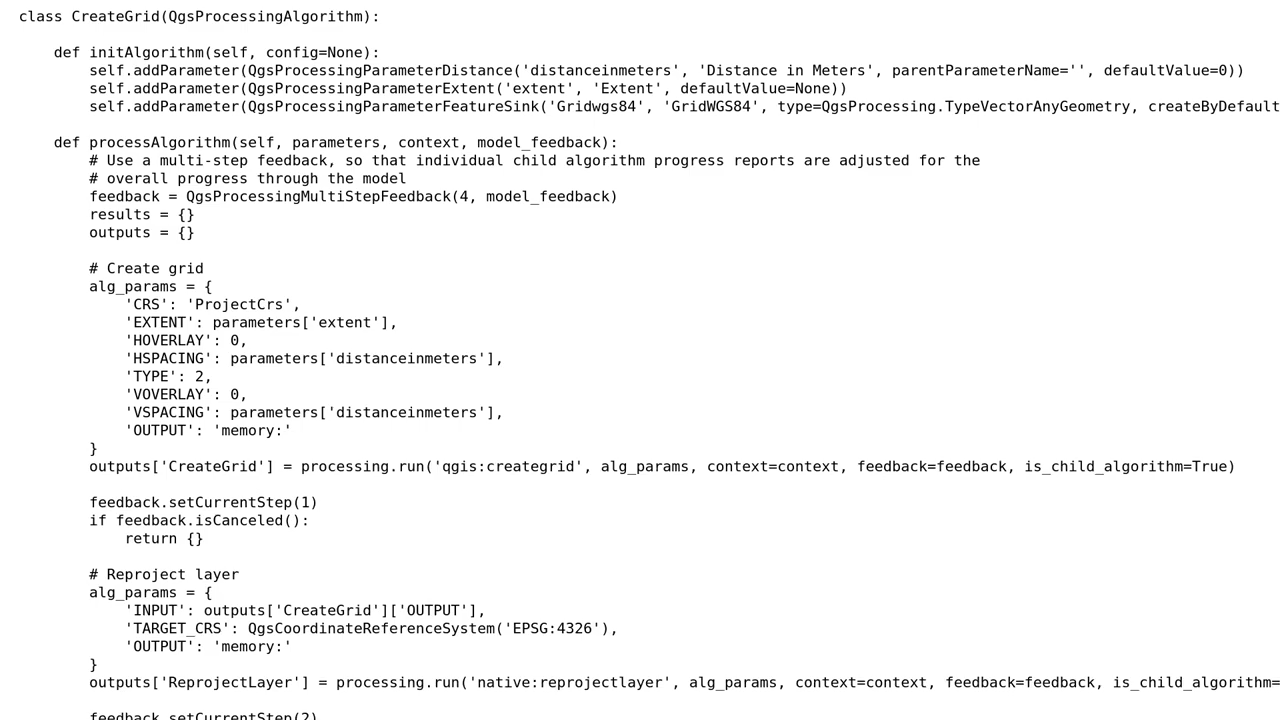 class CreateGrid(QgsProcessingAlgorithm):
def initAlgorithm(self, config=None):
self.addParameter(QgsProcessingParameterDistance('distanceinmeters', 'Distance in Meters', parentParameterName='', defaultValue=0))
self.addParameter(QgsProcessingParameterExtent('extent', 'Extent', defaultValue=None))
self.addParameter(QgsProcessingParameterFeatureSink('Gridwgs84', 'GridWGS84', type=QgsProcessing.TypeVectorAnyGeometry, createByDefault
def processAlgorithm(self, parameters, context, model_feedback):
# Use a multi-step feedback, so that individual child algorithm progress reports are adjusted for the
# overall progress through the model
feedback = QgsProcessingMultiStepFeedback(4, model_feedback)
results = {}
outputs = {}
# Create grid
alg_params = {
'CRS': 'ProjectCrs',
'EXTENT': parameters['extent'],
'HOVERLAY': 0,
'HSPACING': parameters['distanceinmeters'],
'TYPE': 2,
'VOVERLAY': 0,
'VSPACING': parameters['distanceinmeters'],
'OUTPUT': 'memory:'
}
outputs['CreateGrid'] = processing.run('qgis:creategrid', alg_params, context=context, feedback=feedback, is_child_algorithm=True)
feedback.setCurrentStep(1)
if feedback.isCanceled():
return {}
# Reproject layer
alg_params = {
'INPUT': outputs['CreateGrid']['OUTPUT'],
'TARGET_CRS': QgsCoordinateReferenceSystem('EPSG:4326'),
'OUTPUT': 'memory:'
}
outputs['ReprojectLayer'] = processing.run('native:reprojectlayer', alg_params, context=context, feedback=feedback, is_child_algorithm=
feedback.setCurrentStep(2)